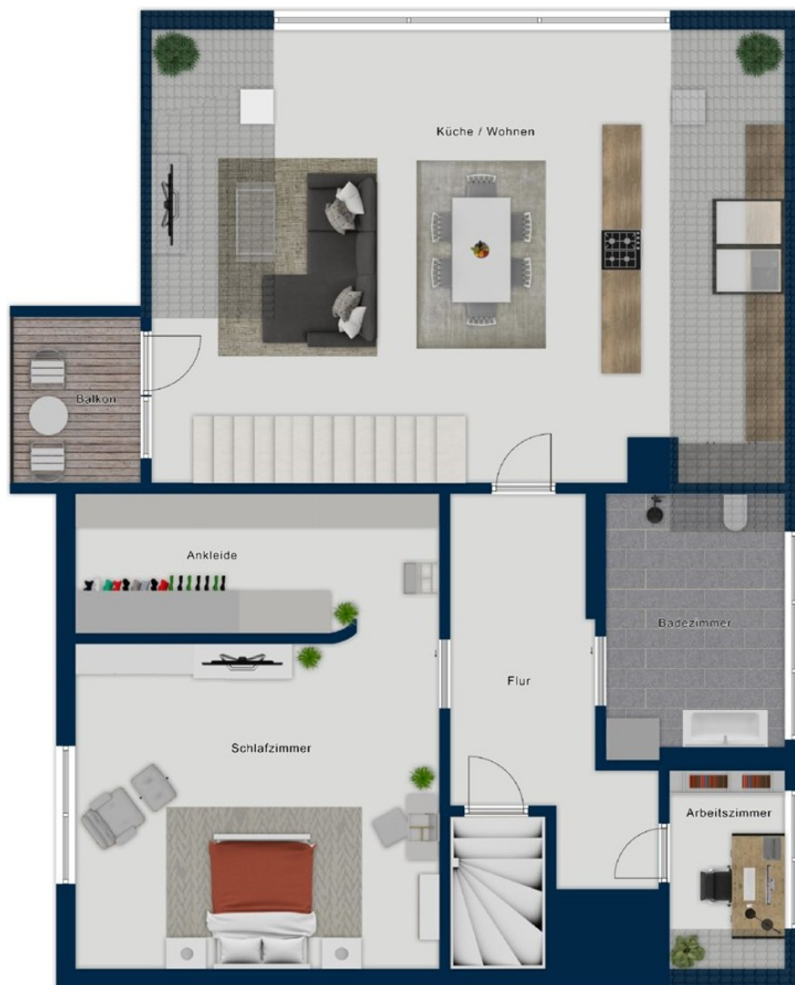 Küche / Wohnen
Balkon
Ankleide
Badezimmer
Flur
Schlafzimmer
Arbeitszimmer